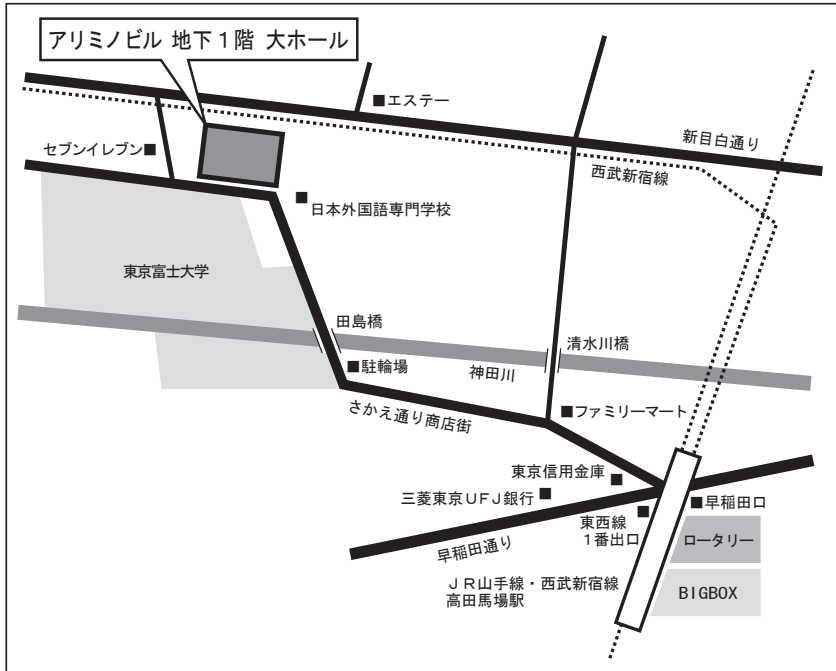 アリミノビル 地下１階 大ホール
■エステー
新目白通り
セブンイレブン■
西武新宿線
■
日本外国語専門学校
東京富士大学
田島橋
清水川橋
■駐輪場
神田川
さかえ通り商店街
■ファミリーマート
東京信用金庫■
三菱東京ＵＦＪ銀行■
■早稲田口
東西線
１番出口
早稲田通り
ロータリー
ＪＲ山手線・西武新宿線
高田馬場駅
BIGBOX